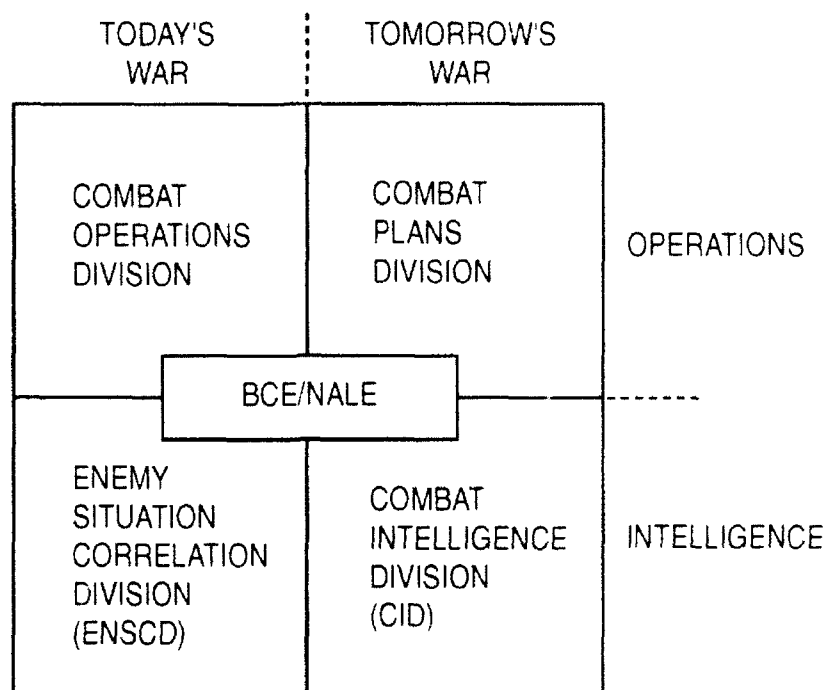 TODAY'S
WAR
TOMORROW'S
WAR
COMBAT
OPERATIONS
DIVISION
COMBAT
PLANS
DIVISION
OPERATIONS
BCE/NALE
ENEMY
SITUATION
CORRELATION
DIVISION
(ENSCD)
COMBAT
INTELLIGENCE
DIVISION
(CID)
INTELLIGENCE